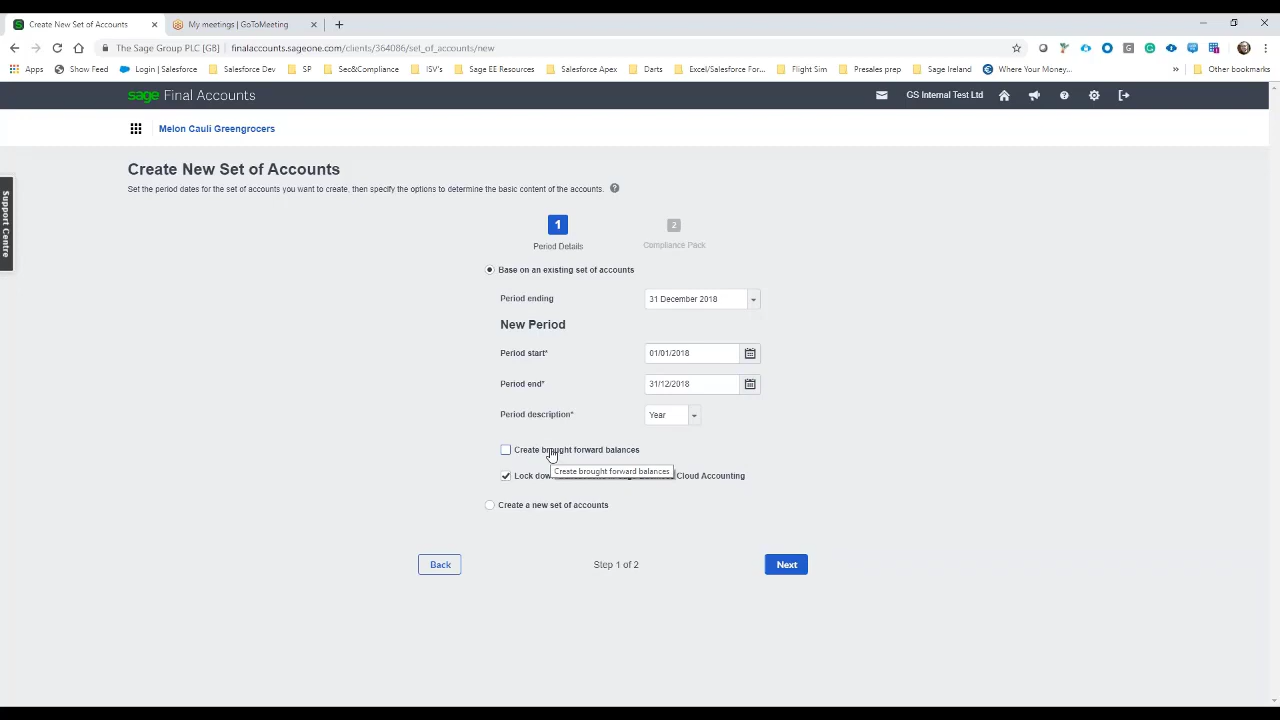 Create New Set of Accounts
My meetings | GoToMeeting
The Sage Group PLC [GB]
finalaccounts.sageone.com/clients/364086/set_of_accounts/new
Apps
Show Feed
Login | Salesforce
Salesforce Dev
SP
Sec&Compliance
ISV's
Sage EE Resources
Salesforce Apex
Darts
Excel/Salesforce For...
Flight Sim
Presales prep
Sage Ireland
Where Your Money...
»
Other bookmarks
sage Final Accounts
GS Internal Test Ltd
Melon Cauli Greengrocers
Support Centre
Create New Set of Accounts
Set the period dates for the set of accounts you want to create, then specify the options to determine the basic content of the accounts.
1
2
Period Details
Compliance Pack
Base on an existing set of accounts
Period ending
31 December 2018
New Period
Period start*
01/01/2018
Period end*
31/12/2018
Period description*
Year
Create brought forward balances
Create brought forward balances
Lock dow
Cloud Accounting
Create a new set of accounts
Back
Step 1 of 2
Next